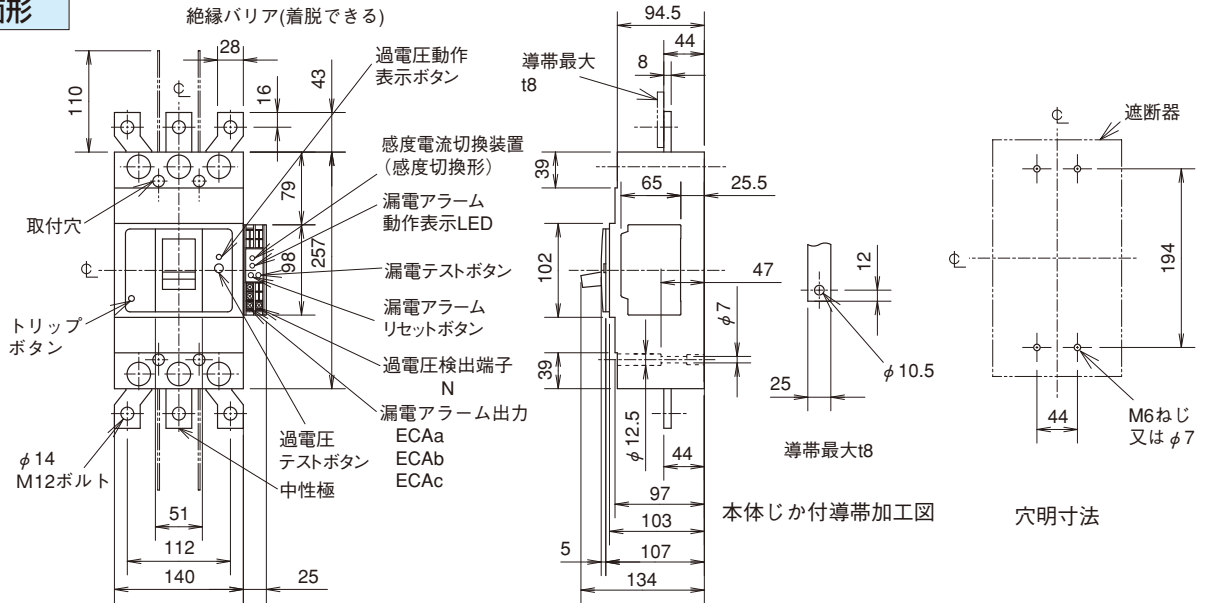 面形
絶縁バリア(着脱できる)
28
過電圧動作
表示ボタン
110
43
16
℄
感度電流切換装置
(感度切換形)
79
漏電アラーム
動作表示LED
取付穴
98
257
℄
漏電テストボタン
漏電アラーム
リセットボタン
トリップ
ボタン
過電圧検出端子
N
漏電アラーム出力
ECAa
ECAb
ECAc
過電圧
テストボタン
φ14
M12ボルト
中性極
51
112
140
25
94.5
44
8
導帯最大
t8
39
65
25.5
102
47
φ7
39
φ12.5
44
97
103
5
107
134
12
φ10.5
25
導帯最大t8
本体じか付導帯加工図
℄
遮断器
℄
194
44
M6ねじ
又はφ7
穴明寸法